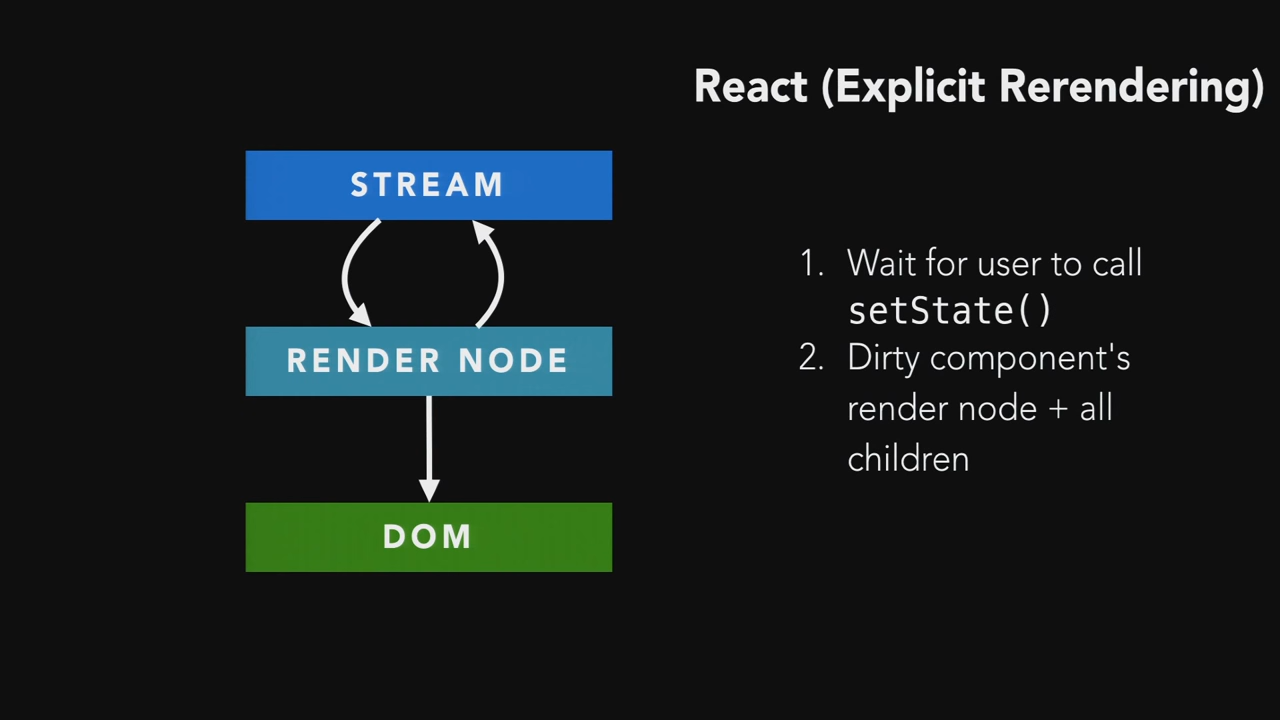 React (Explicit Rerendering)
STREAM
RENDER NODE
DOM
1. Wait for user to call
setState()
2. Dirty component's
render node + all
children